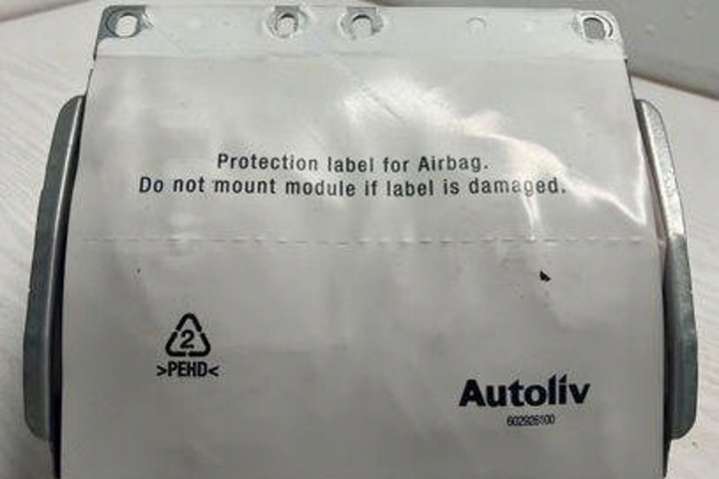 Protection label for Airbag.
Do not mount module if label is damaged.
2
>PEHD<
Autoliv
602926100